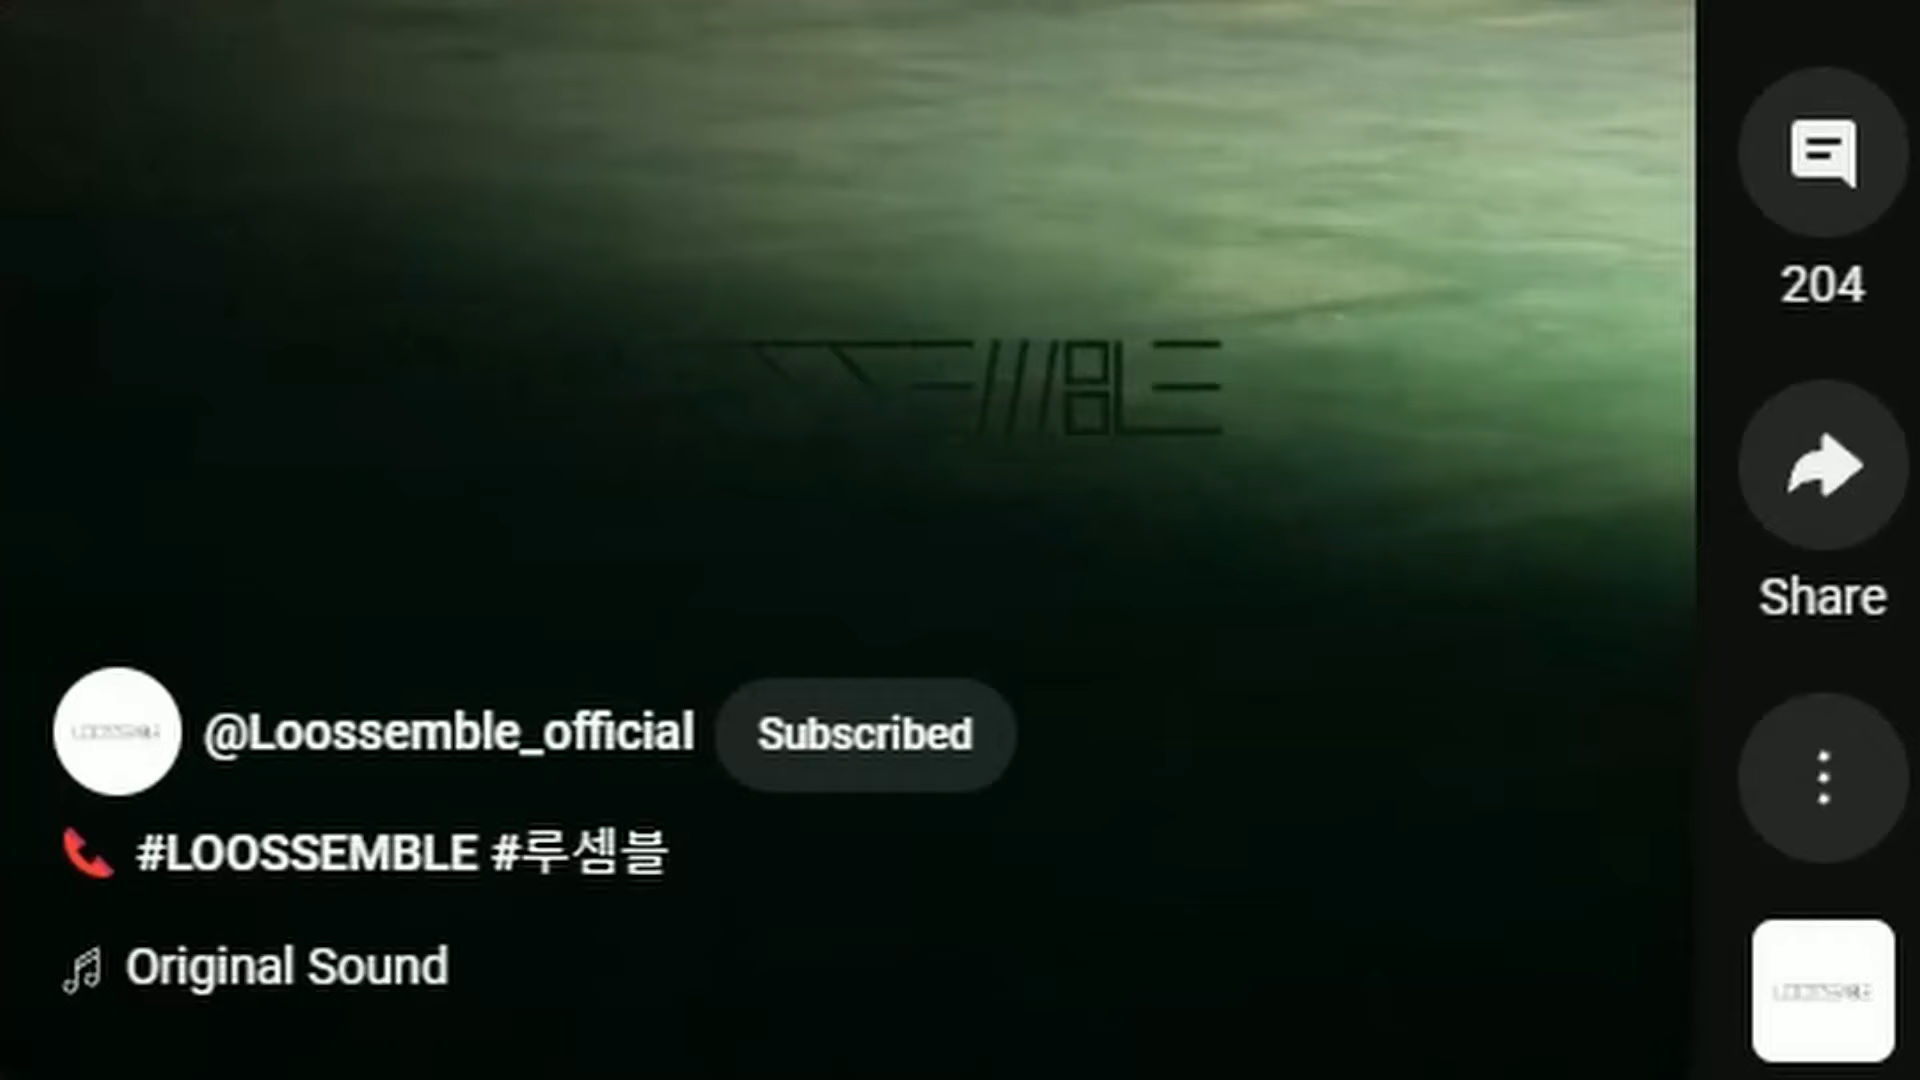 204
Share
@Loossemble_official Subscribed
#LOOSSEMBLE #루셈블
Original Sound